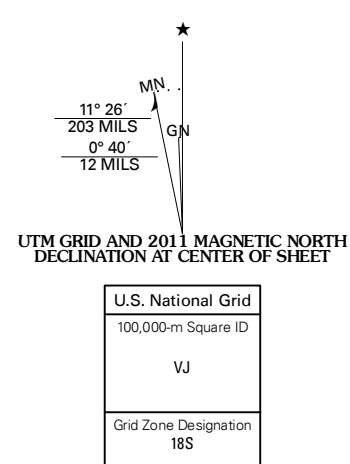 ★
MN
11° 26´
203 MILS
GN
0° 40´
12 MILS
UTM GRID AND 2011 MAGNETIC NORTH
DECLINATION AT CENTER OF SHEET
U.S. National Grid
100,000-m Square ID
VJ
Grid Zone Designation
18S